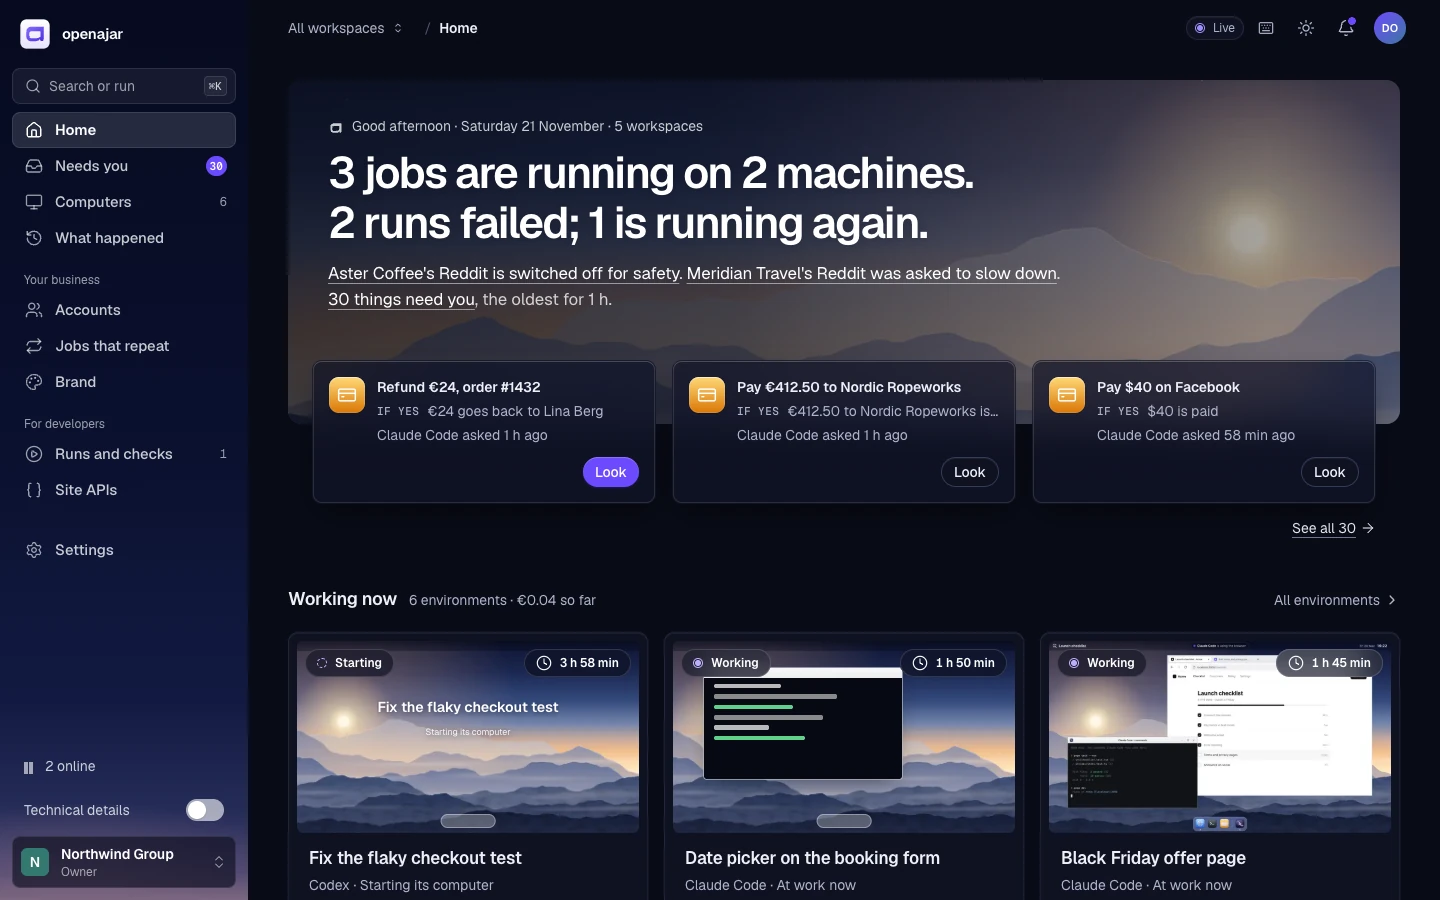 openajar
All workspaces / Home
Live
DO
Search or run ⌘K
Home
Needs you 30
Computers 6
What happened
Your business
Accounts
Jobs that repeat
Brand
For developers
Runs and checks 1
Site APIs
Settings
2 online
Technical details
N Northwind Group
Owner
Good afternoon · Saturday 21 November · 5 workspaces
3 jobs are running on 2 machines.
2 runs failed; 1 is running again.
Aster Coffee's Reddit is switched off for safety. Meridian Travel's Reddit was asked to slow down.
30 things need you, the oldest for 1 h.
Refund €24, order #1432
IF YES €24 goes back to Lina Berg
Claude Code asked 1 h ago
Look
Pay €412.50 to Nordic Ropeworks
IF YES €412.50 to Nordic Ropeworks is…
Claude Code asked 1 h ago
Look
Pay $40 on Facebook
IF YES $40 is paid
Claude Code asked 58 min ago
Look
See all 30
Working now 6 environments · €0.04 so far
All environments
Starting 3 h 58 min
Fix the flaky checkout test
Starting its computer
Fix the flaky checkout test
Codex · Starting its computer
Working 1 h 50 min
Date picker on the booking form
Claude Code · At work now
Working 1 h 45 min
Launch checklist
Black Friday offer page
Claude Code · At work now